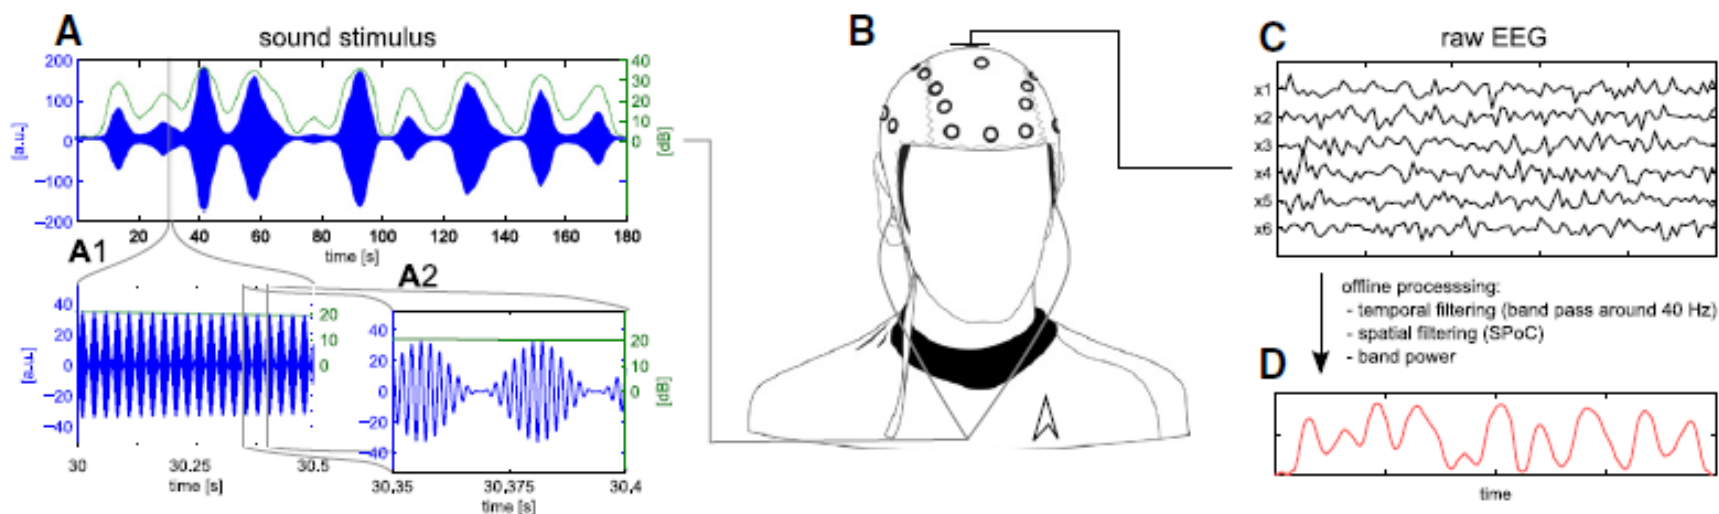 A
sound stimulus
200
100
0
−100
−200
[a.u.]
40
30
20
10
0
[dB]
20 40 60 80 100 120 140 160 180
time [s]
A1
40
20
0
−20
−40
[a.u.]
20
10
0
30 30.25 30.5
time [s]
A2
40
20
0
−20
−40
20
10
0
[dB]
30,35 30,375 30,4
time [s]
B
C
raw EEG
x1
x2
x3
x4
x5
x6
offline processsing:
- temporal filtering (band pass around 40 Hz)
- spatial filtering (SPoC)
- band power
D
time